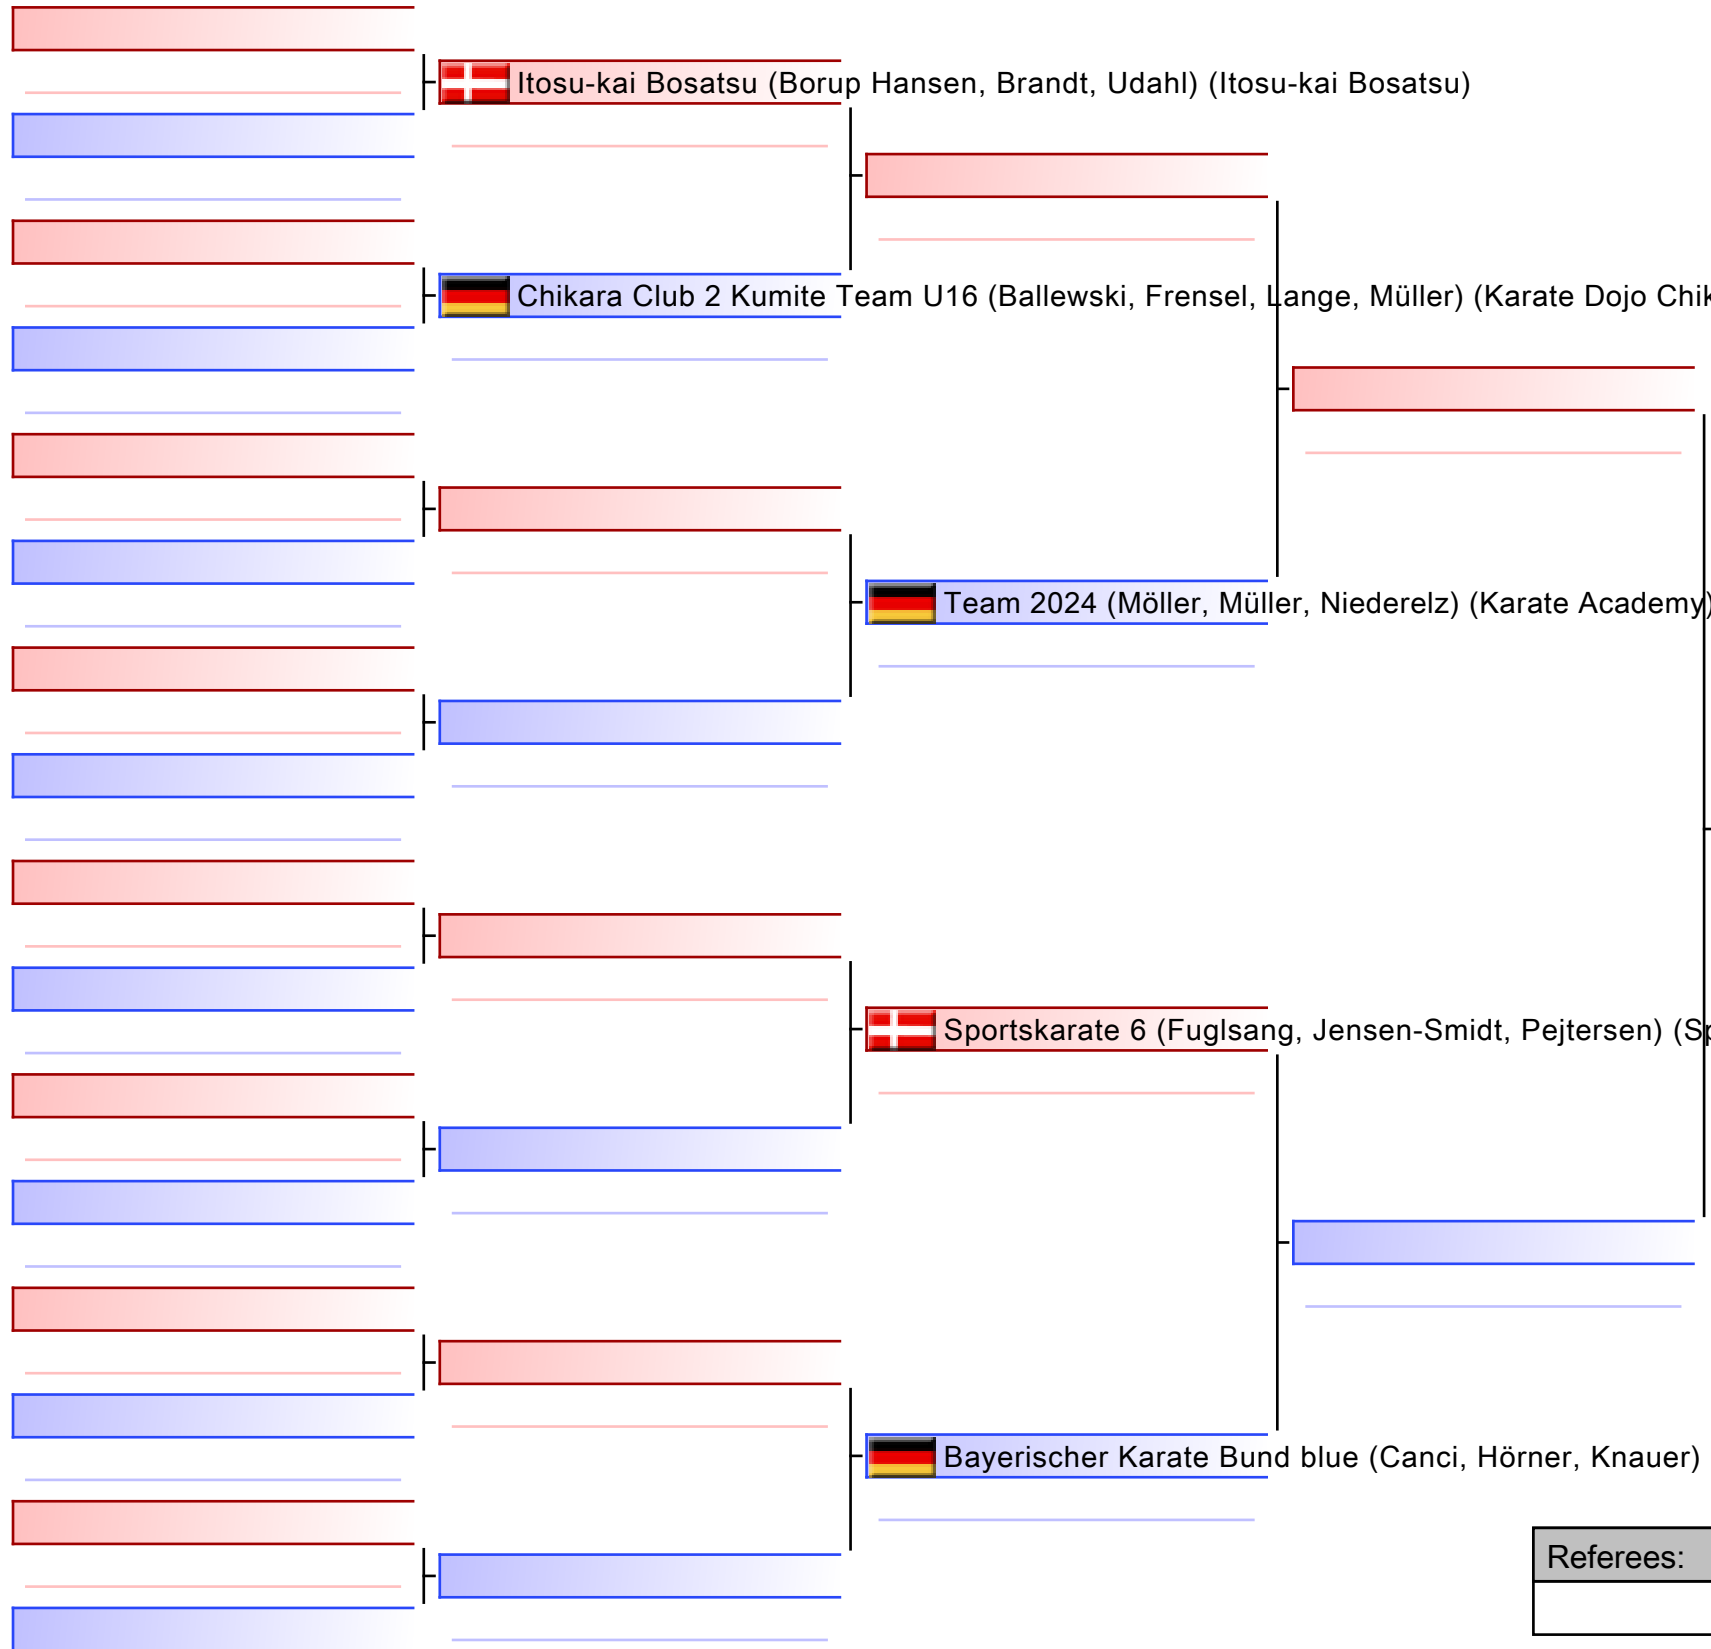 Itosu-kai Bosatsu (Borup Hansen, Brandt, Udahl) (Itosu-kai Bosatsu)
Chikara Club 2 Kumite Team U16 (Ballewski, Frensel, Lange, Müller) (Karate Dojo Chik
Team 2024 (Möller, Müller, Niederelz) (Karate Academy)
Sportskarate 6 (Fuglsang, Jensen-Smidt, Pejtersen) (Sp
Bayerischer Karate Bund blue (Canci, Hörner, Knauer)
Referees: